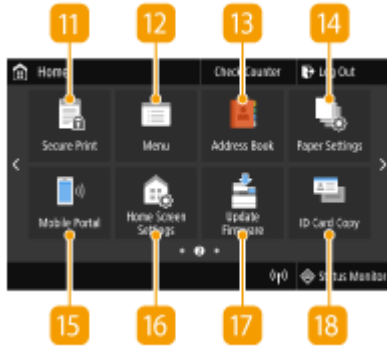 11 12 13 14
Home Check Counter Log Out
Secure Print Menu Address Book Paper Settings
Mobile Portal Home Screen Settings Update Firmware ID Card Copy
2
Status Monitor
15 16 17 18